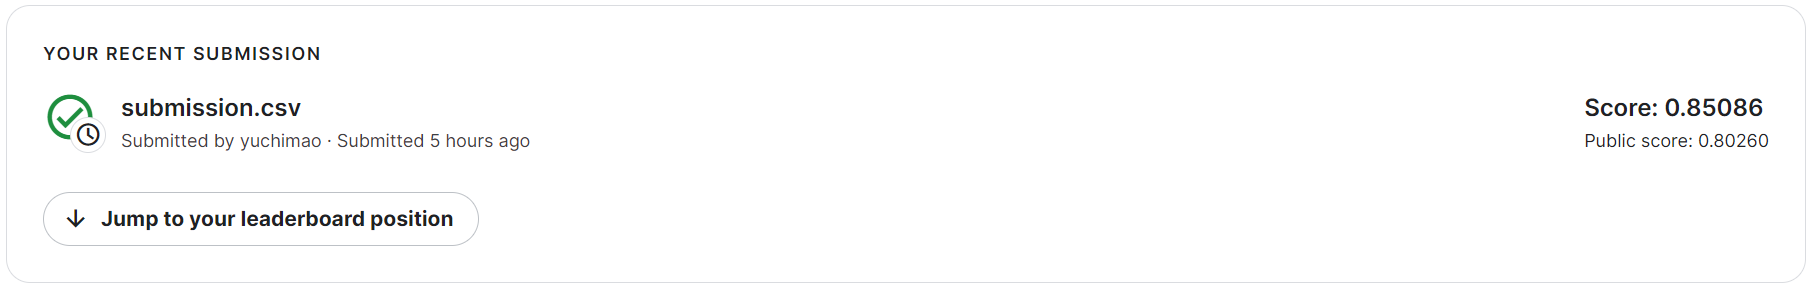 YOUR RECENT SUBMISSION
submission.csv
Score: 0.85086
Submitted by yuchimao · Submitted 5 hours ago
Public score: 0.80260
Jump to your leaderboard position